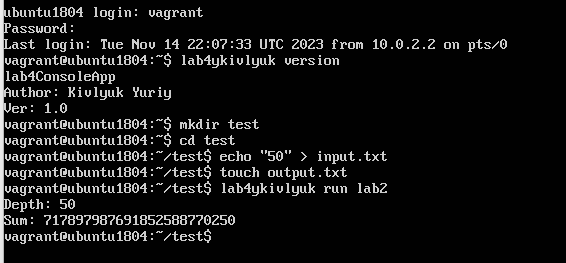 ubuntu1804 login: vagrant
Password:
Last login: Tue Nov 14 22:07:33 UTC 2023 from 10.0.2.2 on pts/0
vagrant@ubuntu1804:~$ lab4ykivlyuk version
lab4ConsoleApp
Author: Kivlyuk Yuriy
Ver: 1.0
vagrant@ubuntu1804:~$ mkdir test
vagrant@ubuntu1804:~$ cd test
vagrant@ubuntu1804:~/test$ echo "50" > input.txt
vagrant@ubuntu1804:~/test$ touch output.txt
vagrant@ubuntu1804:~/test$ lab4ykivlyuk run lab2
Depth: 50
Sum: 717897987691852588770250
vagrant@ubuntu1804:~/test$